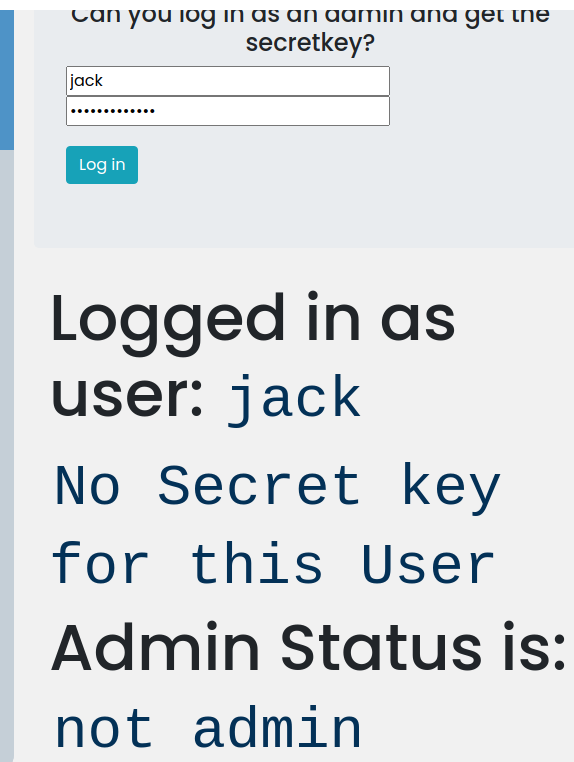 Can you log in as an admin and get the
secretkey?
jack
•••••••••••••
Log in
Logged in as
user: jack
No Secret key
for this User
Admin Status is:
not admin